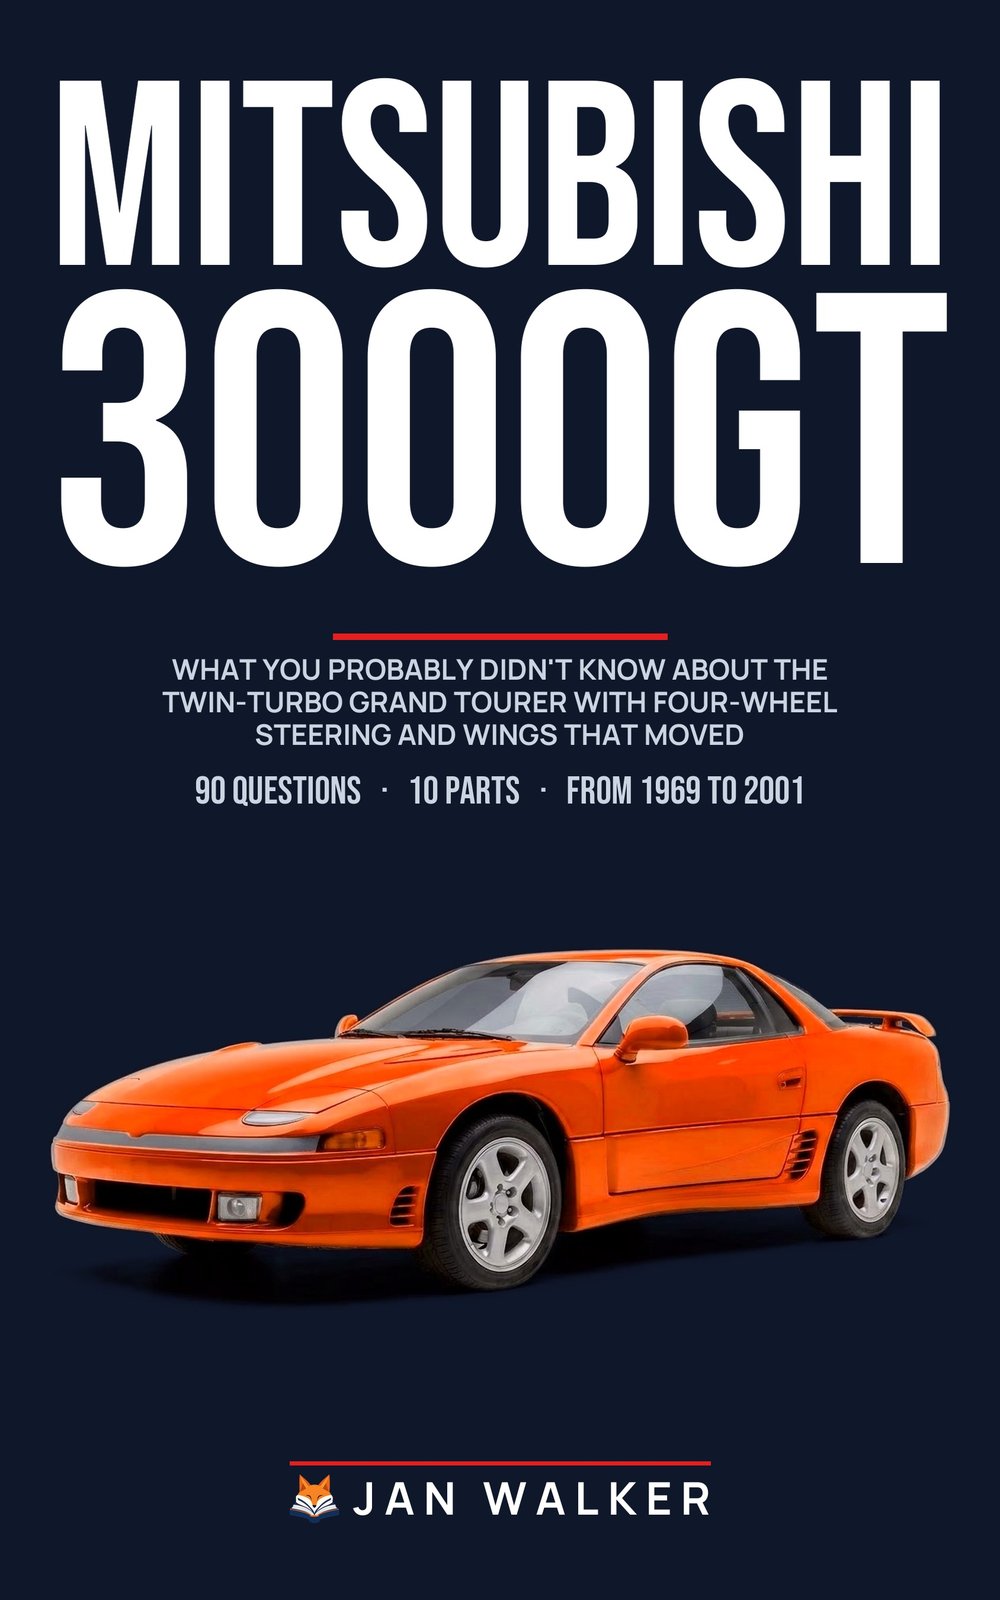 MITSUBISHI
3000GT
WHAT YOU PROBABLY DIDN'T KNOW ABOUT THE
TWIN-TURBO GRAND TOURER WITH FOUR-WHEEL
STEERING AND WINGS THAT MOVED
90 QUESTIONS · 10 PARTS · FROM 1969 TO 2001
JAN WALKER